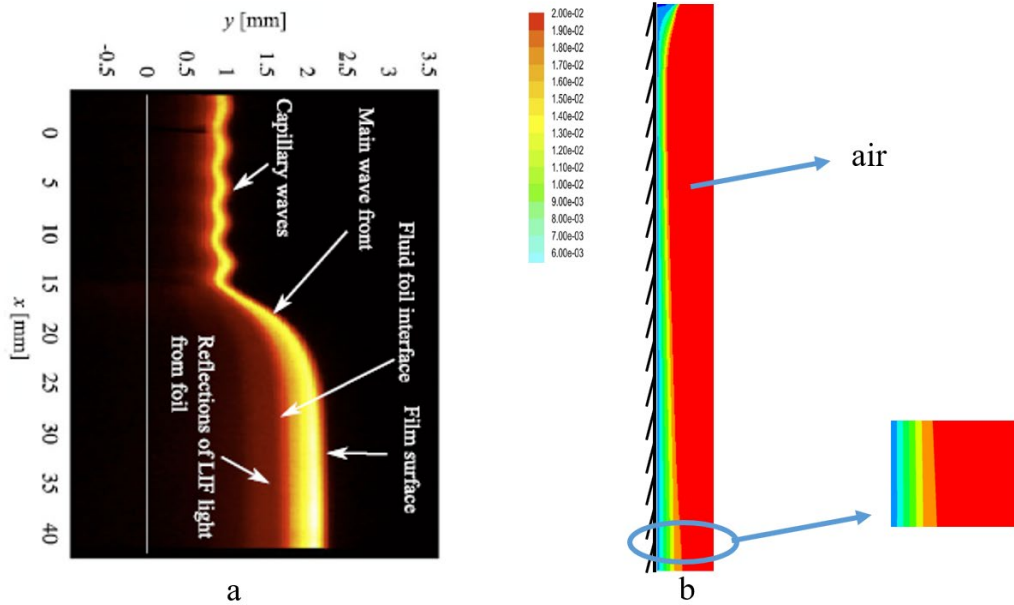 y [mm]
-0.5
0
0.5
1
1.5
2
2.5
3
3.5
0
5
10
15
20
25
30
35
40
x [mm]
Capillary waves
Main wave front
Fluid foil interface
Film surface
Reflections of LIF light
from foil
a
2.00e-02
1.90e-02
1.80e-02
1.70e-02
1.60e-02
1.50e-02
1.40e-02
1.30e-02
1.20e-02
1.10e-02
1.00e-02
9.00e-03
8.00e-03
7.00e-03
6.00e-03
air
b